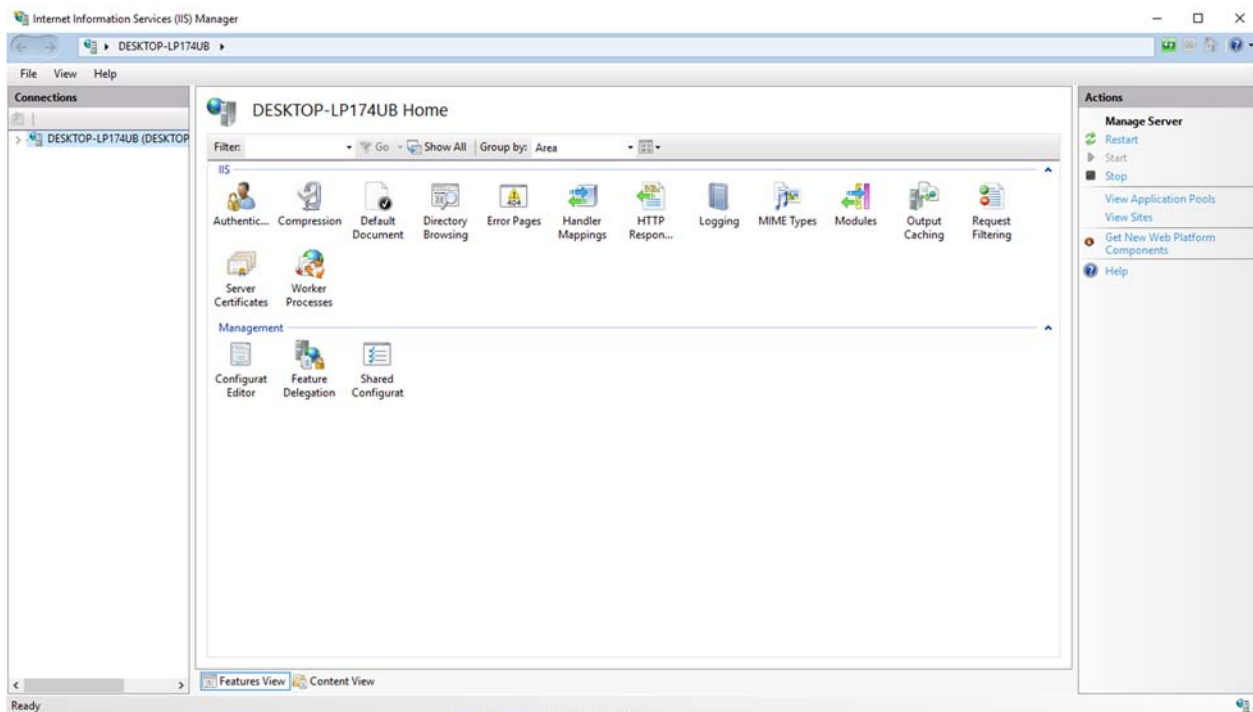 Internet Information Services (IIS) Manager
DESKTOP-LP174UB
File View Help
Connections
DESKTOP-LP174UB (DESKTOP
DESKTOP-LP174UB Home
Filter: Go Show All Group by: Area
IIS
Authentic... Compression Default Directory Error Pages Handler HTTP Logging MIME Types Modules Output Request
Document Browsing Mappings Respon... Caching Filtering
Server Worker
Certificates Processes
Management
Configurat Feature Shared
Editor Delegation Configurat
Features View Content View
Ready
Actions
Manage Server
Restart
Start
Stop
View Application Pools
View Sites
Get New Web Platform
Components
Help